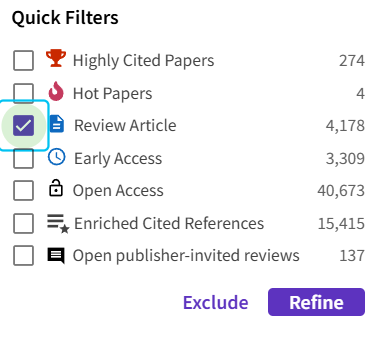 Quick Filters
Highly Cited Papers 274
Hot Papers 4
Review Article 4,178
Early Access 3,309
Open Access 40,673
Enriched Cited References 15,415
Open publisher-invited reviews 137
Exclude Refine